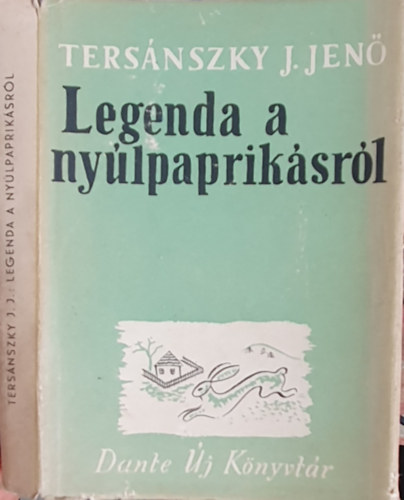 TERSÁNSZKY J. JENŐ
Legenda a
nyúlpaprikásról
Dante Új Könyvtár
TERSÁNSZKY J. J.: LEGENDA A NYÚLPAPRIKÁSRÓL